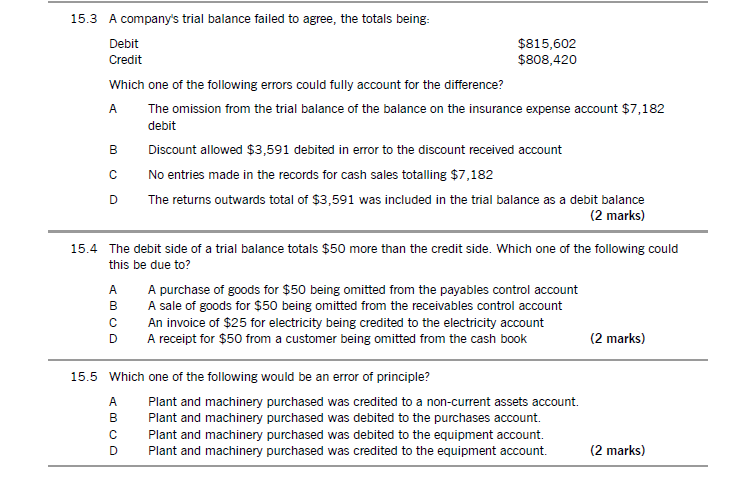 15.3 A company's trial balance failed to agree, the totals being:
Debit $815,602
Credit $808,420
Which one of the following errors could fully account for the difference?
A The omission from the trial balance of the balance on the insurance expense account $7,182
debit
B Discount allowed $3,591 debited in error to the discount received account
C No entries made in the records for cash sales totalling $7,182
D The returns outwards total of $3,591 was included in the trial balance as a debit balance
(2 marks)
15.4 The debit side of a trial balance totals $50 more than the credit side. Which one of the following could
this be due to?
A A purchase of goods for $50 being omitted from the payables control account
B A sale of goods for $50 being omitted from the receivables control account
C An invoice of $25 for electricity being credited to the electricity account
D A receipt for $50 from a customer being omitted from the cash book (2 marks)
15.5 Which one of the following would be an error of principle?
A Plant and machinery purchased was credited to a non-current assets account.
B Plant and machinery purchased was debited to the purchases account.
C Plant and machinery purchased was debited to the equipment account.
D Plant and machinery purchased was credited to the equipment account. (2 marks)